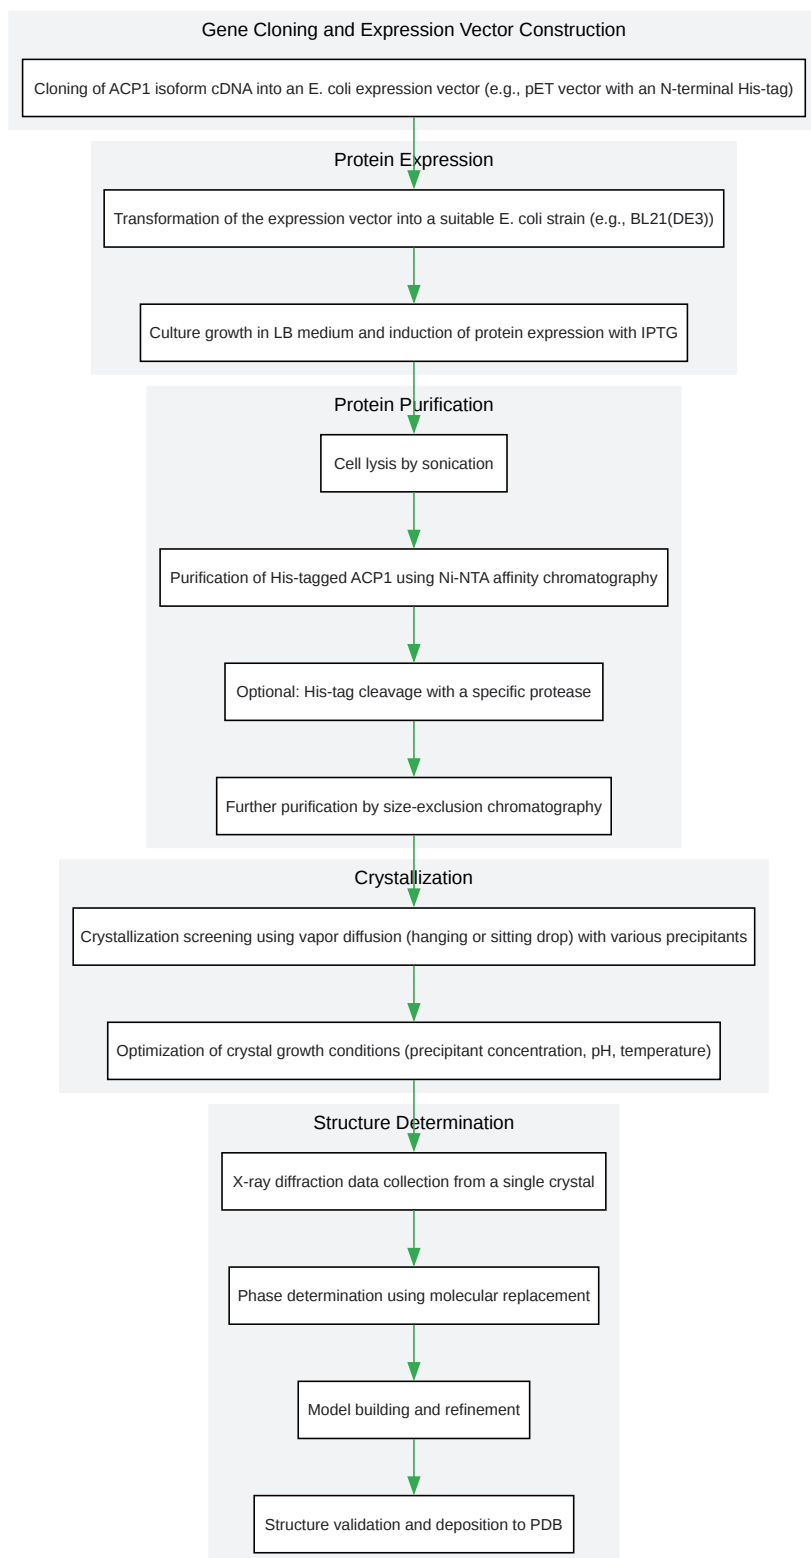 Gene Cloning and Expression Vector Construction
Cloning of ACP1 isoform cDNA into an E. coli expression vector (e.g., pET vector with an N-terminal His-tag)
Protein Expression
Transformation of the expression vector into a suitable E. coli strain (e.g., BL21(DE3))
Culture growth in LB medium and induction of protein expression with IPTG
Protein Purification
Cell lysis by sonication
Purification of His-tagged ACP1 using Ni-NTA affinity chromatography
Optional: His-tag cleavage with a specific protease
Further purification by size-exclusion chromatography
Crystallization
Crystallization screening using vapor diffusion (hanging or sitting drop) with various precipitants
Optimization of crystal growth conditions (precipitant concentration, pH, temperature)
Structure Determination
X-ray diffraction data collection from a single crystal
Phase determination using molecular replacement
Model building and refinement
Structure validation and deposition to PDB